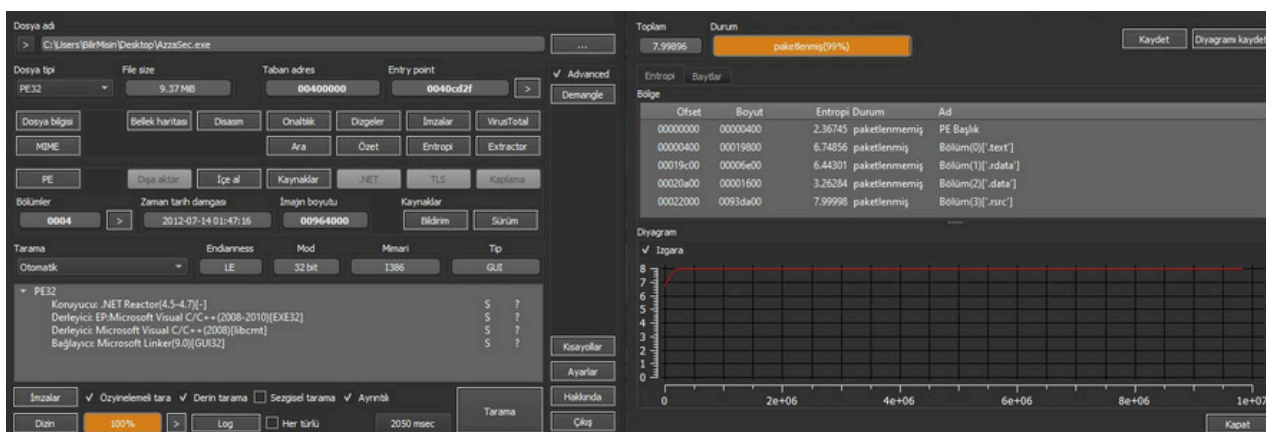 Dosya adı
> C:\Users\BilirMisin\Desktop\AzzaSec.exe ...
Dosya tipi File size Taban adres Entry point
PE32 9.37 MiB 00400000 0040cd2f >
Advanced
Demangle
Dosya bilgisi Bellek haritası Disasm Onaltılık Dizgeler İmzalar VirusTotal
MIME Ara Özet Entropi Extractor
PE Dışa aktar İçe al Kaynaklar .NET TLS Kaplama
Bölümler Zaman tarih damgası İmajın boyutu Kaynaklar
0004 > 2012-07-14 01:47:16 00964000 Bildirim Sürüm
Tarama Endianness Mod Mimari Tip
Otomatik LE 32 bit I386 GUI
PE32
Koruyucu: .NET Reactor(4.5-4.7)[-] S ?
Derleyici: EP:Microsoft Visual C/C++(2008-2010)[EXE32] S ?
Derleyici: Microsoft Visual C/C++(2008)[libcmt] S ?
Bağlayıcı: Microsoft Linker(9.0)[GUI32] S ?
Kısayollar
Ayarlar
İmzalar Özyinelemeli tara Derin tarama Sezgisel tarama Ayrıntılı Tarama Hakkında
Dizin 100% > Log Her türlü 2050 msec Çıkış
Toplam Durum
7.99896 paketlenmiş(99%) Kaydet Diyagramı kaydet
Entropi Baytlar
Bölge
Ofset Boyut Entropi Durum Ad
00000000 00000400 2.36745 paketlenmemiş PE Başlık
00000400 00019800 6.74856 paketlenmiş Bölüm(0)['.text']
00019c00 00006e00 6.44301 paketlenmemiş Bölüm(1)['.rdata']
00020a00 00001600 3.26284 paketlenmemiş Bölüm(2)['.data']
00022000 0093da00 7.99998 paketlenmiş Bölüm(3)['.rsrc']
Diyagram
Izgara
8
7
6
5
4
3
2
1
0
0 2e+06 4e+06 6e+06 8e+06 1e+07
Kapat